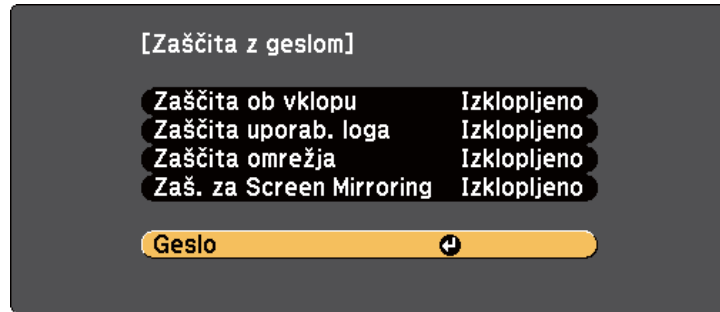 [Zaščita z geslom]
Zaščita ob vklopu Izklopljeno
Zaščita uporab. loga Izklopljeno
Zaščita omrežja Izklopljeno
Zaš. za Screen Mirroring Izklopljeno
Geslo